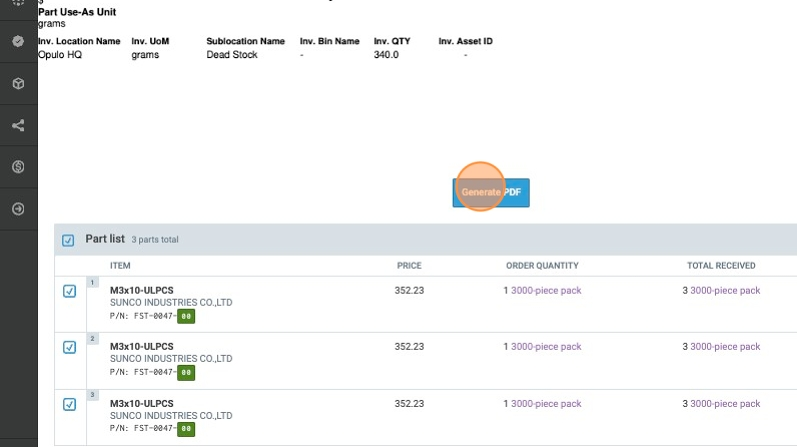 Part Use-As Unit
grams
Inv. Location Name Inv. UoM Sublocation Name Inv. Bin Name Inv. QTY Inv. Asset ID
Opulo HQ grams Dead Stock - 340.0 -
Generate PDF
Part list 3 parts total
ITEM PRICE ORDER QUANTITY TOTAL RECEIVED
1
M3x10-ULPCS 352.23 1 3000-piece pack 3 3000-piece pack
SUNCO INDUSTRIES CO.,LTD
P/N: FST-0047-00
2
M3x10-ULPCS 352.23 1 3000-piece pack 3 3000-piece pack
SUNCO INDUSTRIES CO.,LTD
P/N: FST-0047-00
3
M3x10-ULPCS 352.23 1 3000-piece pack 3 3000-piece pack
SUNCO INDUSTRIES CO.,LTD
P/N: FST-0047-00